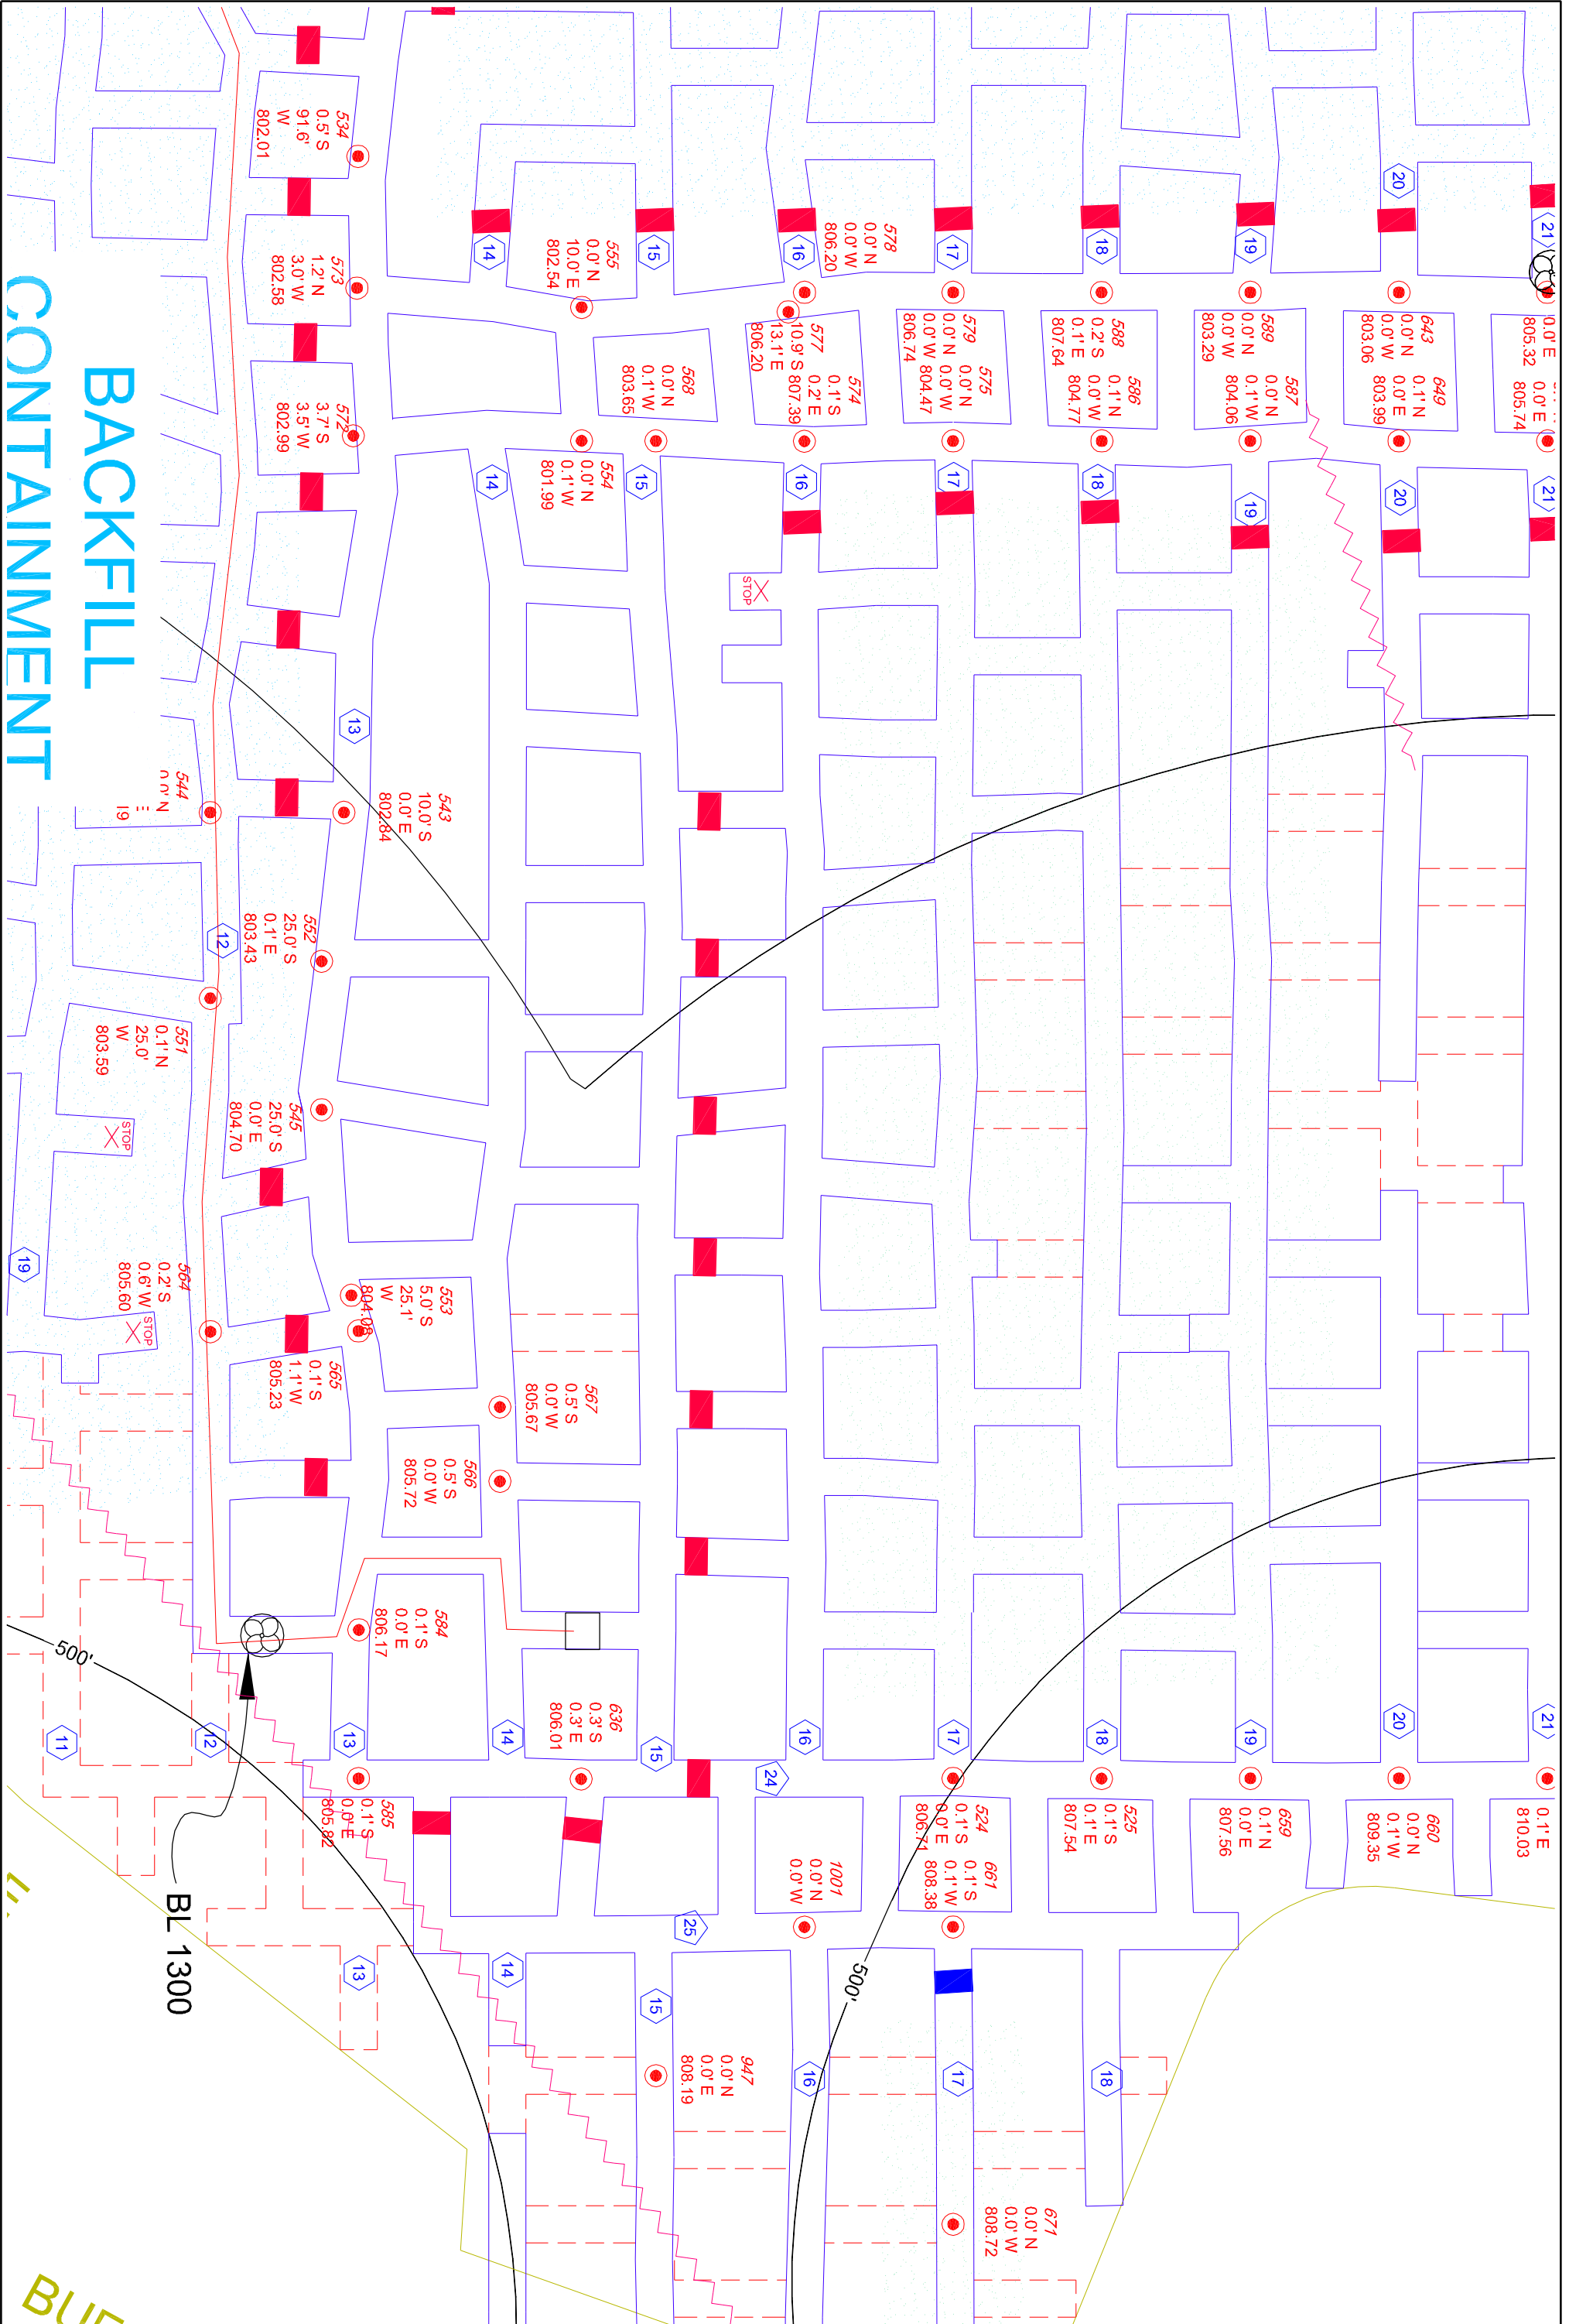 534
0.5' S
91.6'
W
802.01
573
1.2' N
3.0' W
802.58
572
3.7' S
3.5' W
802.99
555
0.0' N
10.0' E
802.54
578
0.0' N
0.0' W
806.20
577
10.9' S
13.1' E
806.20
574
0.1' S
0.2' E
807.39
568
0.0' N
0.1' W
803.65
579
0.0' N
0.0' W
806.74
575
0.0' N
0.0' W
804.47
588
0.2' S
0.1' E
807.64
586
0.1' N
0.0' W
804.77
589
0.0' N
0.0' W
803.29
587
0.0' N
0.1' W
804.06
643
0.0' N
0.0' W
803.06
649
0.1' N
0.0' E
803.99
0.0' E
805.32
0.0' E
805.74
14
15
16
17
18
19
20
21
554
0.0' N
0.1' W
801.99
14
15
16
17
18
19
20
21
STOP
BACKFILL
CONTAINMENT
13
544
0.0' N
543
10.0' S
0.0' E
802.84
552
25.0' S
0.1' E
803.43
12
551
0.1' N
25.0'
W
803.59
545
25.0' S
0.0' E
804.70
STOP
19
564
0.2' S
0.6' W
805.60
STOP
553
5.0' S
25.1'
W
804.08
565
0.1' S
1.1' W
805.23
567
0.5' S
0.0' W
805.67
566
0.5' S
0.0' W
805.72
584
0.1' S
0.0' E
806.17
636
0.3' S
0.3' E
806.01
500'
11
12
13
14
15
24
16
17
18
19
20
21
585
0.1' S
0.0' E
805.82
BL 1300
1001
0.0' N
0.0' W
524
0.1' S
0.0' E
806.71
661
0.1' S
0.1' W
808.38
525
0.1' S
0.1' E
807.54
659
0.1' N
0.0' E
807.56
660
0.0' N
0.1' W
809.35
0.1' E
810.03
25
13
14
15
500'
16
17
18
947
0.0' N
0.0' E
808.19
671
0.0' N
0.0' W
808.72